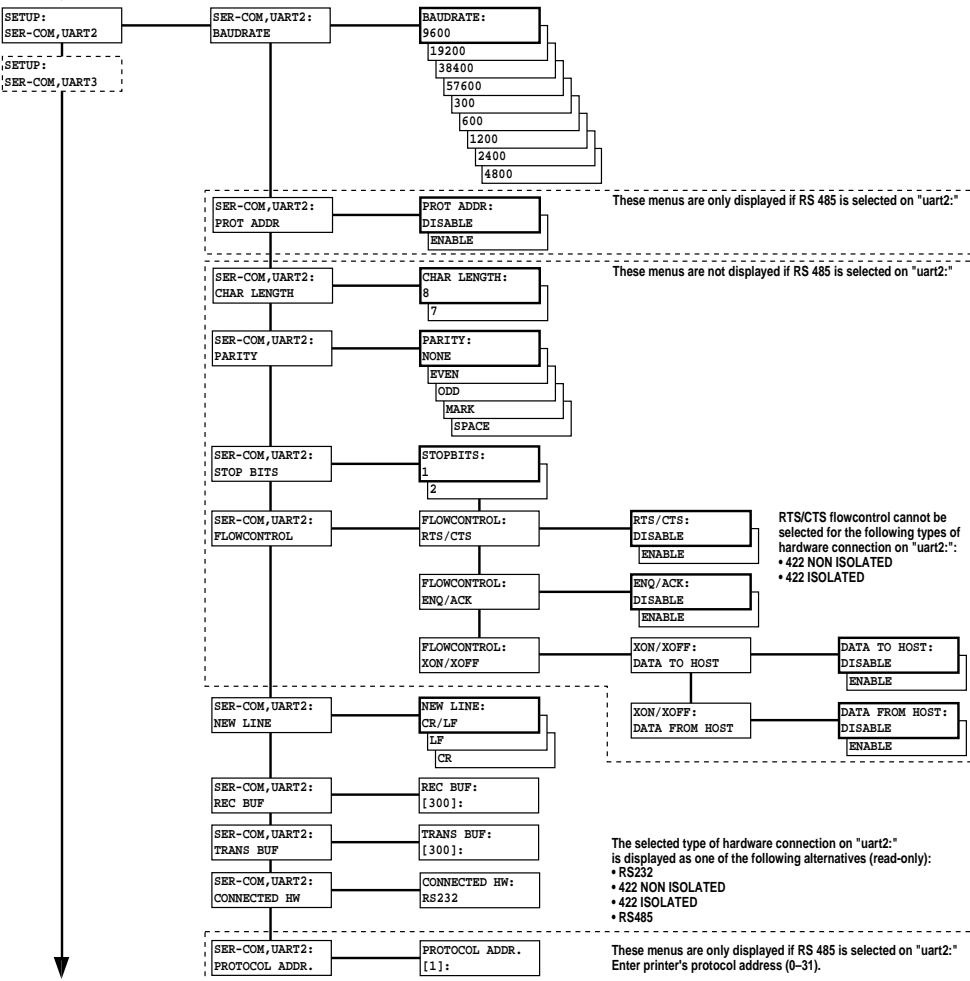 SETUP:
SER-COM,UART2
SER-COM,UART2:
BAUDRATE
BAUDRATE:
9600
19200
38400
57600
300
600
1200
2400
4800
SETUP:
SER-COM,UART3
SER-COM,UART2:
PROT ADDR
PROT ADDR:
DISABLE
ENABLE
These menus are only displayed if RS 485 is selected on "uart2:"
SER-COM,UART2:
CHAR LENGTH
CHAR LENGTH:
8
7
These menus are not displayed if RS 485 is selected on "uart2:"
SER-COM,UART2:
PARITY
PARITY:
NONE
EVEN
ODD
MARK
SPACE
SER-COM,UART2:
STOP BITS
STOPBITS:
1
2
SER-COM,UART2:
FLOWCONTROL
FLOWCONTROL:
RTS/CTS
RTS/CTS:
DISABLE
ENABLE
RTS/CTS flowcontrol cannot be
selected for the following types of
hardware connection on "uart2:":
• 422 NON ISOLATED
• 422 ISOLATED
FLOWCONTROL:
ENQ/ACK
ENQ/ACK:
DISABLE
ENABLE
FLOWCONTROL:
XON/XOFF
XON/XOFF:
DATA TO HOST
DATA TO HOST:
DISABLE
ENABLE
XON/XOFF:
DATA FROM HOST
DATA FROM HOST:
DISABLE
ENABLE
SER-COM,UART2:
NEW LINE
NEW LINE:
CR/LF
LF
CR
SER-COM,UART2:
REC BUF
REC BUF:
[300]:
SER-COM,UART2:
TRANS BUF
TRANS BUF:
[300]:
SER-COM,UART2:
CONNECTED HW
CONNECTED HW:
RS232
The selected type of hardware connection on "uart2:"
is displayed as one of the following alternatives (read-only):
• RS232
• 422 NON ISOLATED
• 422 ISOLATED
• RS485
SER-COM,UART2:
PROTOCOL ADDR.
PROTOCOL ADDR.
[1]:
These menus are only displayed if RS 485 is selected on "uart2:"
Enter printer's protocol address (0–31).